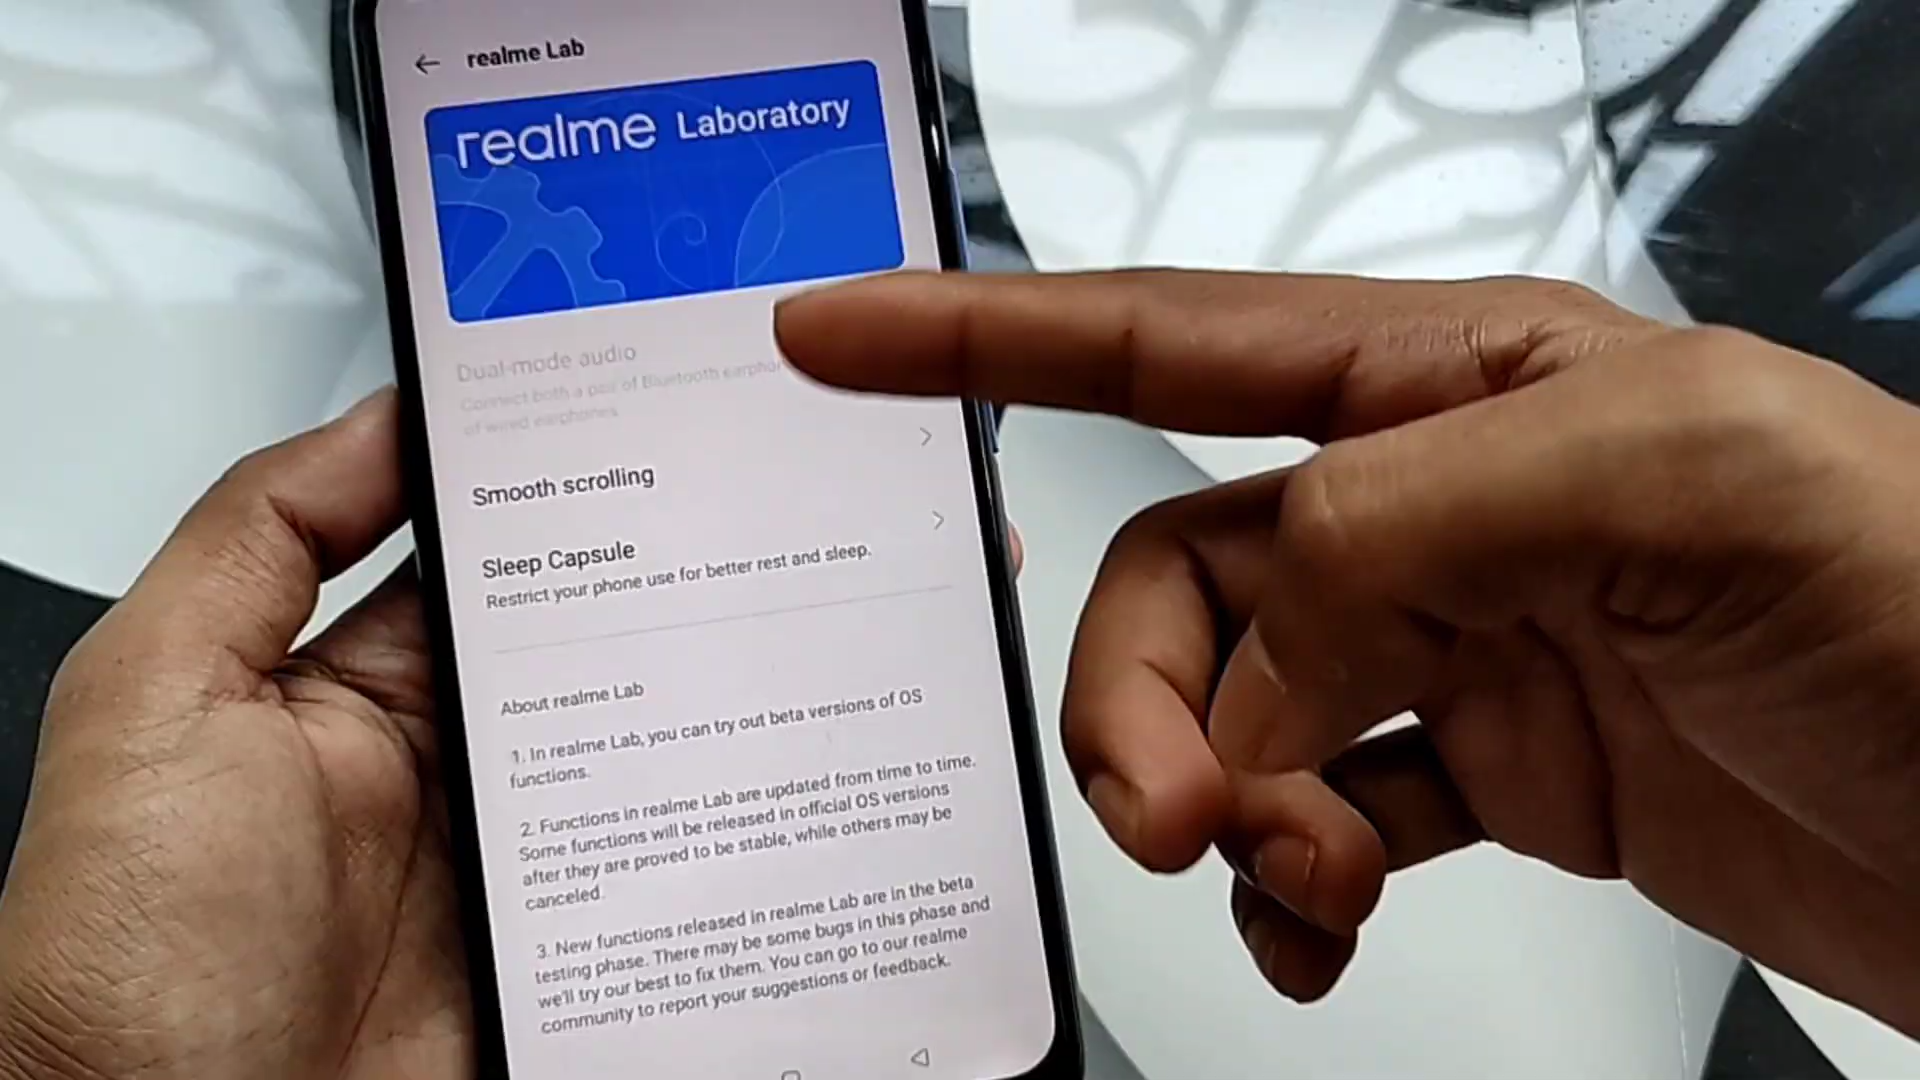 realme Lab
realme Laboratory
Dual-mode audio
Connect both a pair of Bluetooth
of wired earphones
Smooth scrolling
Sleep Capsule
Restrict your phone use for better rest and sleep.
About realme Lab
1. In realme Lab, you can try out beta versions of OS
functions.
2. Functions in realme Lab are updated from time to time.
Some functions will be released in official OS versions
after they are proved to be stable, while others may be
canceled.
3. New functions released in realme Lab are in the beta
testing phase. There may be some bugs in this phase and
we'll try our best to fix them. You can go to our realme
community to report your suggestions or feedback.